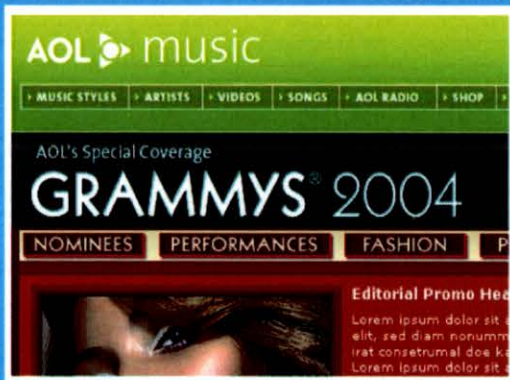 AOL music
MUSIC STYLES ARTISTS VIDEOS SONGS AOL RADIO SHOP
AOL's Special Coverage
GRAMMYS® 2004
NOMINEES PERFORMANCES FASHION P
Editorial Promo Hea
Lorem ipsum dolor sit a
elit, sed diam nonumm
irat consetrumal doe ka
Lorem ipsum dolor sit a